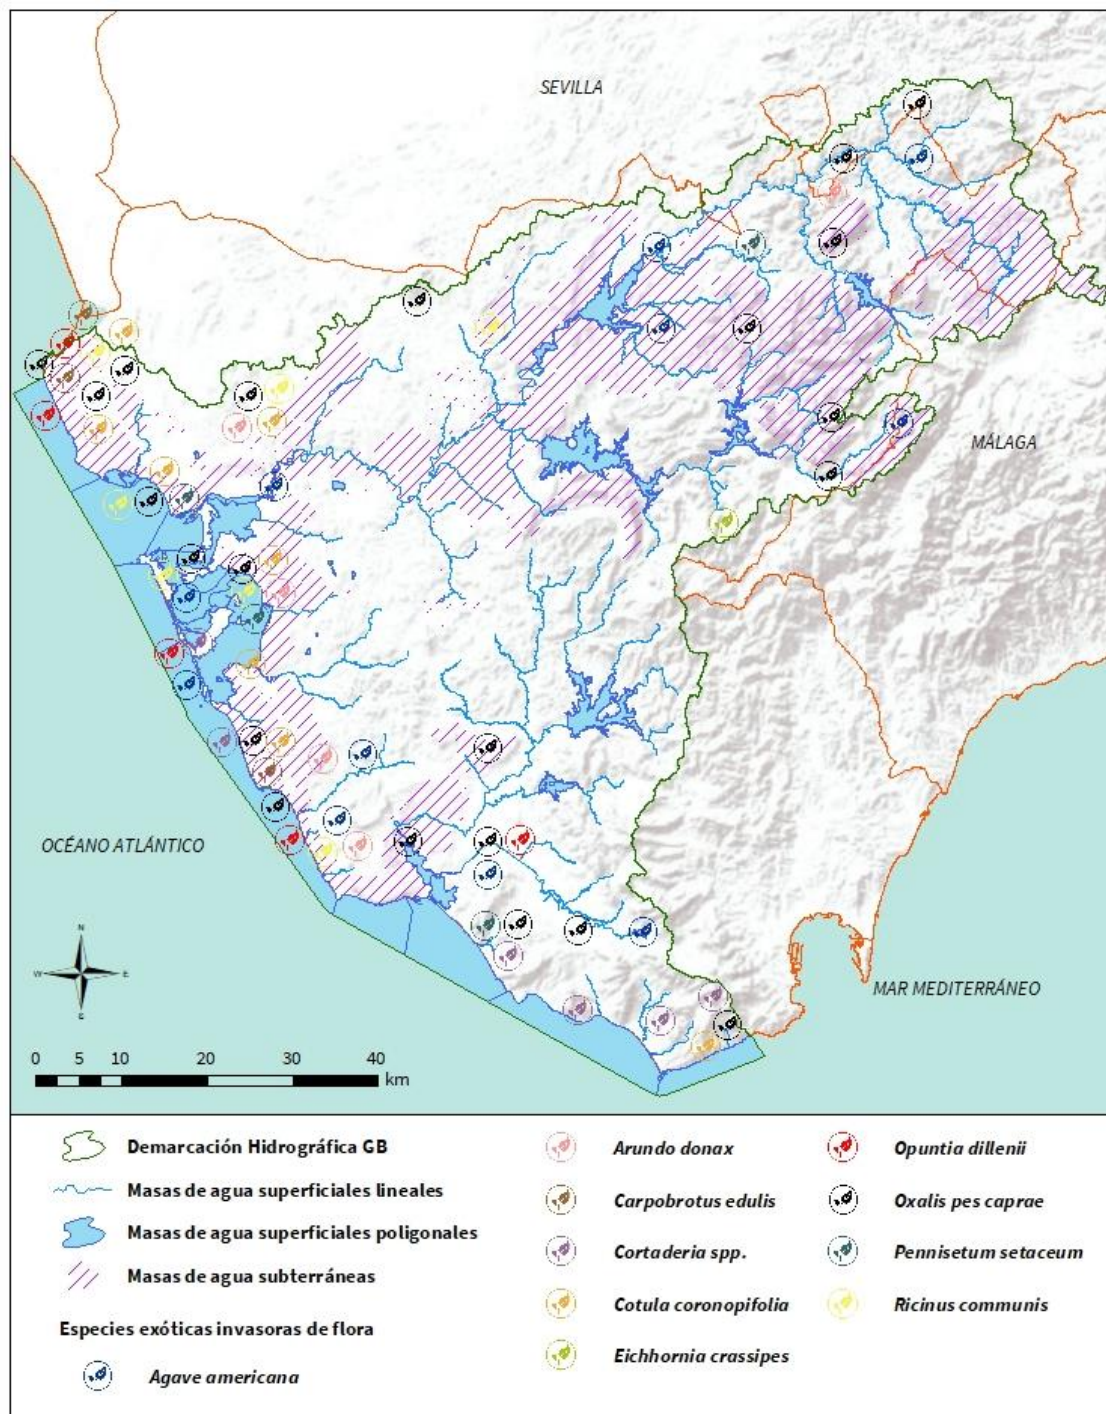 SEVILLA
MÁLAGA
OCÉANO ATLÁNTICO
MAR MEDITERRÁNEO
N
W E
S
0 5 10 20 30 40
km
Demarcación Hidrográfica GB
Masas de agua superficiales lineales
Masas de agua superficiales poligonales
Masas de agua subterráneas
Especies exóticas invasoras de flora
Agave americana
Arundo donax
Carpobrotus edulis
Cortaderia spp.
Cotula coronopifolia
Eichhornia crassipes
Opuntia dillenii
Oxalis pes caprae
Pennisetum setaceum
Ricinus communis